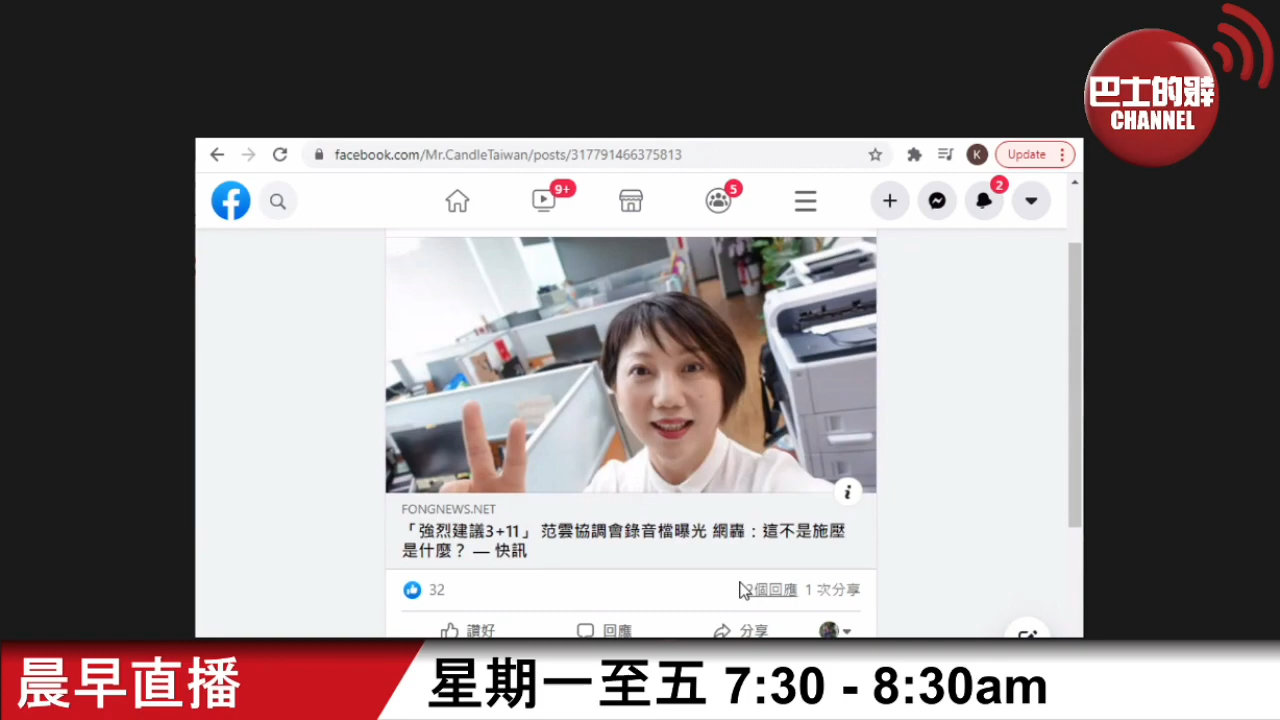 巴士的報
CHANNEL
facebook.com/Mr.CandleTaiwan/posts/317791466375813
K
Update
9+
5
2
FONGNEWS.NET
「強烈建議3+11」 范雲協調會錄音檔曝光 網轟：這不是施壓
是什麼？ — 快訊
32
2個回應 1 次分享
讚好
回應
分享
晨早直播
星期一至五 7:30 - 8:30am